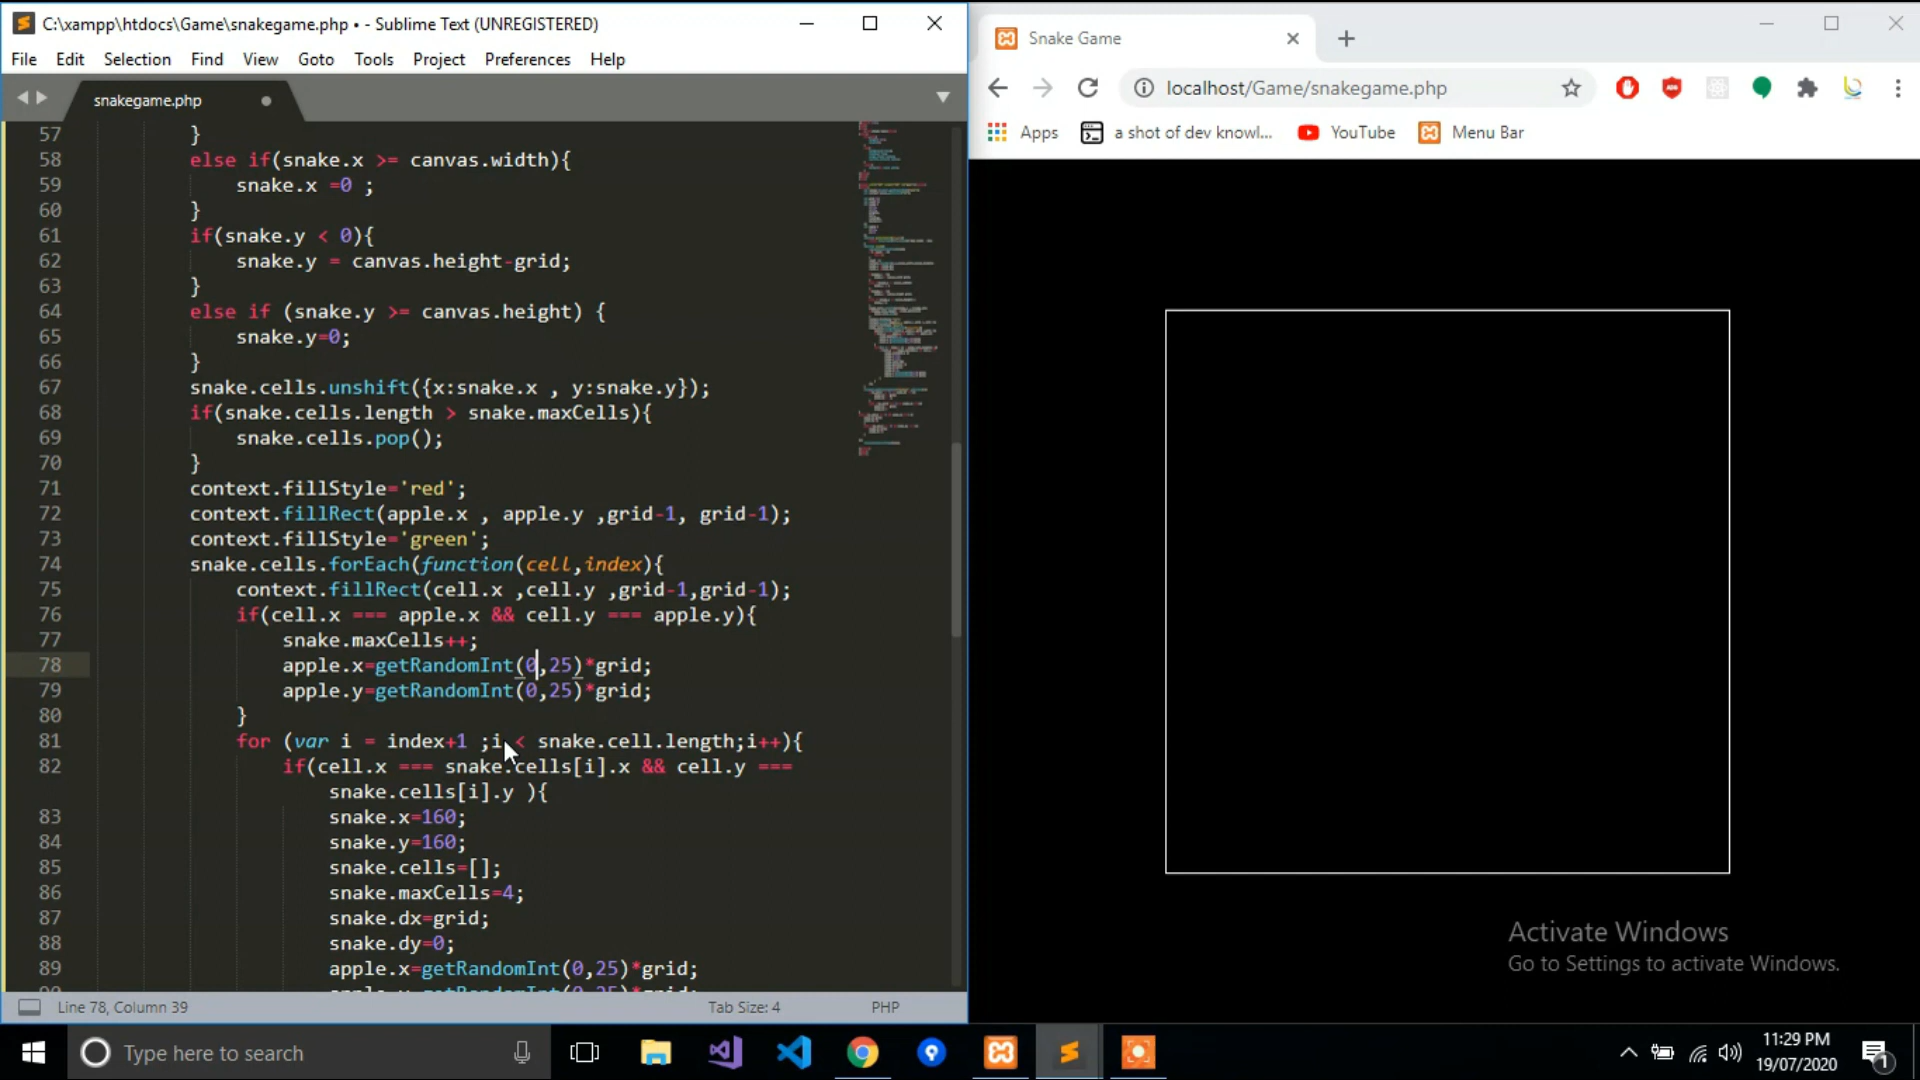 C:\xampp\htdocs\Game\snakegame.php • - Sublime Text (UNREGISTERED)
File Edit Selection Find View Goto Tools Project Preferences Help
snakegame.php
57 }
58 else if(snake.x >= canvas.width){
59 snake.x =0 ;
60 }
61 if(snake.y < 0){
62 snake.y = canvas.height-grid;
63 }
64 else if (snake.y >= canvas.height) {
65 snake.y=0;
66 }
67 snake.cells.unshift({x:snake.x , y:snake.y});
68 if(snake.cells.length > snake.maxCells){
69 snake.cells.pop();
70 }
71 context.fillStyle='red';
72 context.fillRect(apple.x , apple.y ,grid-1, grid-1);
73 context.fillStyle='green';
74 snake.cells.forEach(function(cell,index){
75 context.fillRect(cell.x ,cell.y ,grid-1,grid-1);
76 if(cell.x === apple.x && cell.y === apple.y){
77 snake.maxCells++;
78 apple.x=getRandomInt(0,25)*grid;
79 apple.y=getRandomInt(0,25)*grid;
80 }
81 for (var i = index+1 ;i < snake.cell.length;i++){
82 if(cell.x === snake.cells[i].x && cell.y ===
snake.cells[i].y ){
83 snake.x=160;
84 snake.y=160;
85 snake.cells=[];
86 snake.maxCells=4;
87 snake.dx=grid;
88 snake.dy=0;
89 apple.x=getRandomInt(0,25)*grid;
Line 78, Column 39 Tab Size: 4 PHP
Snake Game
localhost/Game/snakegame.php
Apps a shot of dev knowl... YouTube Menu Bar
Activate Windows
Go to Settings to activate Windows.
Type here to search
11:29 PM
19/07/2020
1